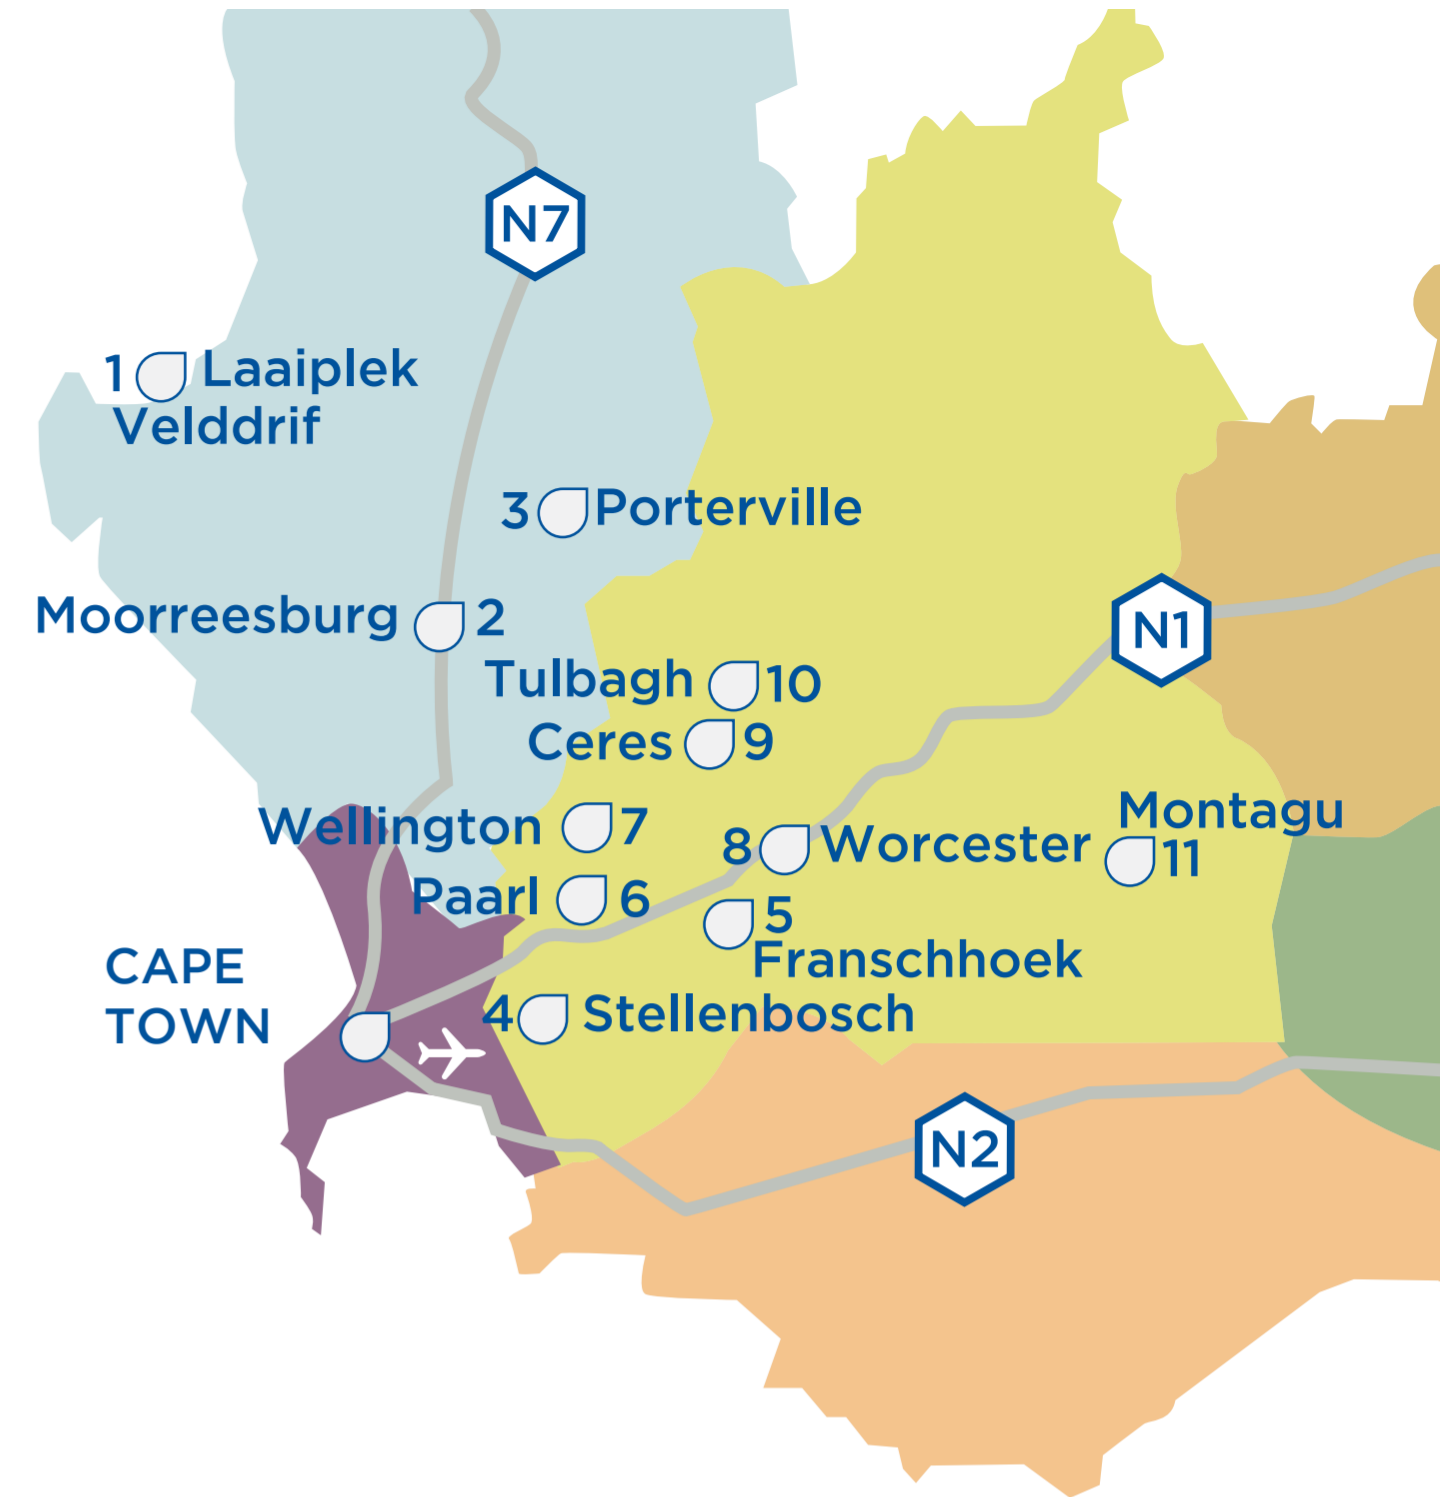 N7
1 Laaiplek
Velddrif
3 Porterville
Moorreesburg 2
N1
Tulbagh 10
Ceres 9
Montagu
11
Wellington 7
8 Worcester
Paarl 6
5
Franschhoek
CAPE
TOWN
4 Stellenbosch
N2